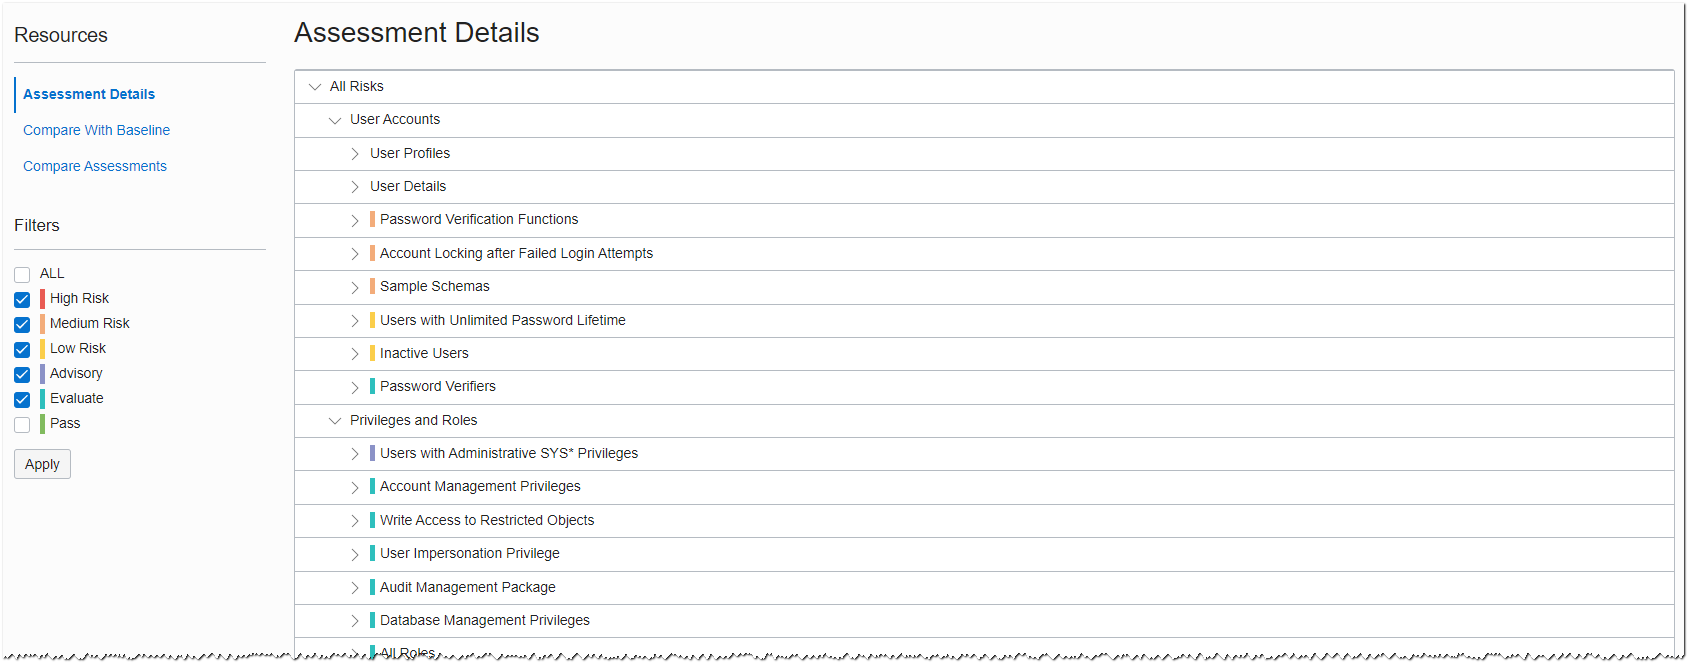 Resources
Assessment Details
Compare With Baseline
Compare Assessments
Filters
ALL
High Risk
Medium Risk
Low Risk
Advisory
Evaluate
Pass
Apply
Assessment Details
All Risks
User Accounts
User Profiles
User Details
Password Verification Functions
Account Locking after Failed Login Attempts
Sample Schemas
Users with Unlimited Password Lifetime
Inactive Users
Password Verifiers
Privileges and Roles
Users with Administrative SYS* Privileges
Account Management Privileges
Write Access to Restricted Objects
User Impersonation Privilege
Audit Management Package
Database Management Privileges
All Roles